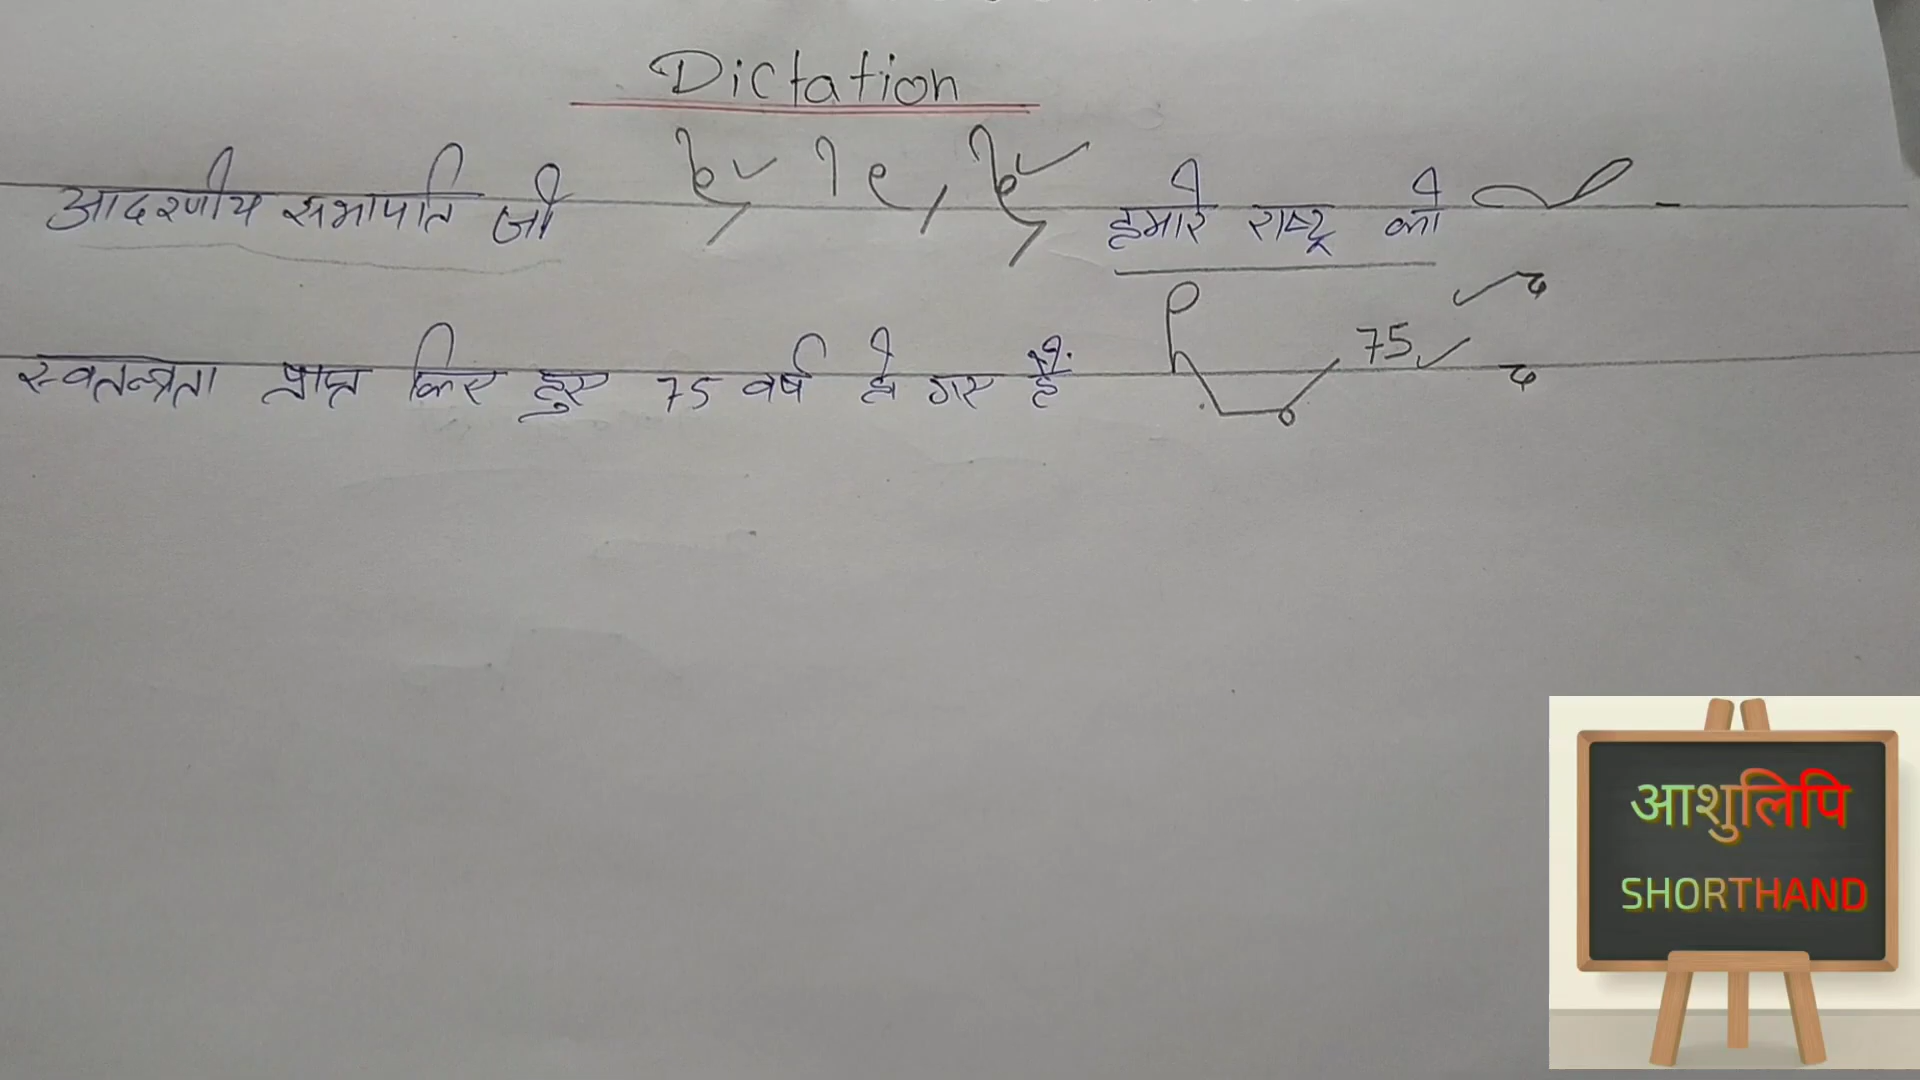 Dictation
आदरणीय सभापति जी हमारे राष्ट्र को
स्वतन्त्रता प्राप्त किए हुए 75 वर्ष हो गए हैं 75
आशुलिपि
SHORTHAND